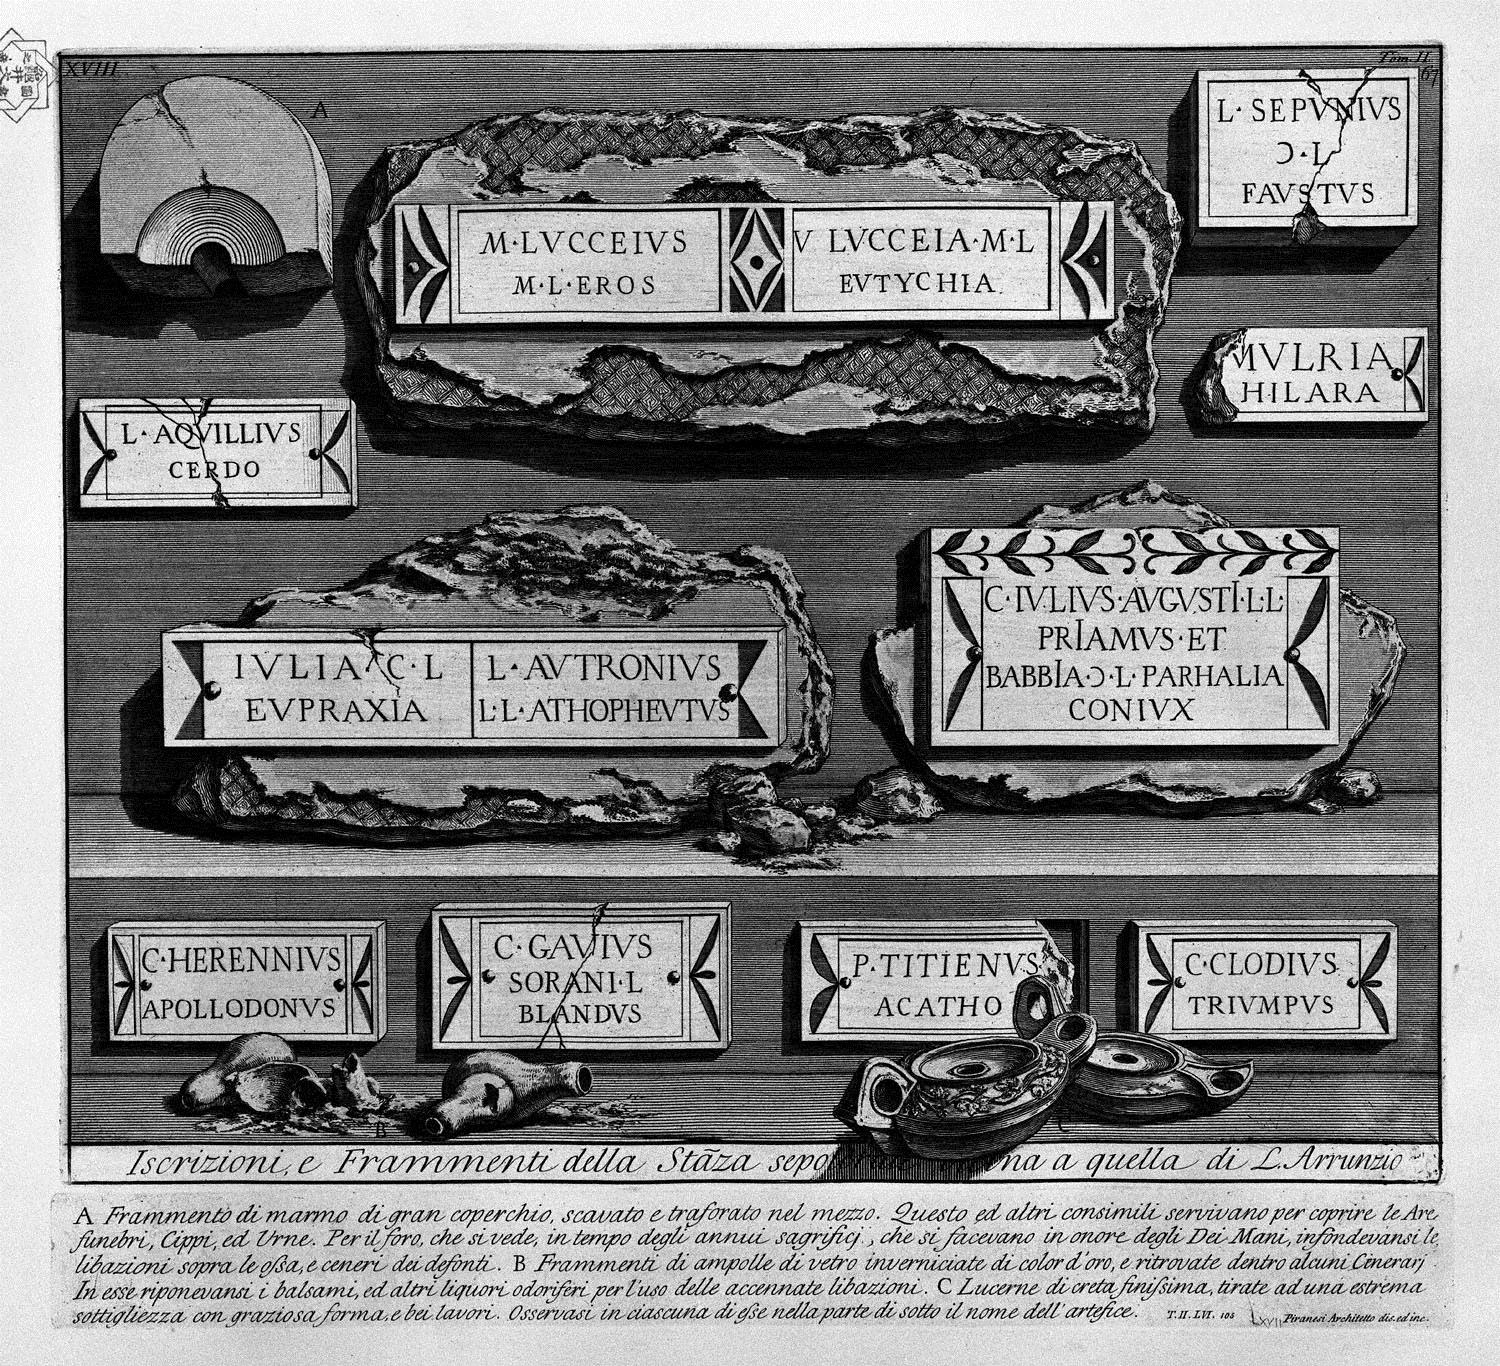 XVIII
Tom. II.
67
A
L · SEPVNIVS
Ɔ · L
FAVSTVS
M · LVCCEIVS
M · L · EROS
V LVCCEIA · M · L
EVTYCHIA
MVLRIA
HILARA
L · AQVILLIVS
CERDO
IVLIA · C · L
EVPRAXIA
L · AVTRONIVS
L · L · ATHOPHEVTVS
C · IVLIVS · AVGVSTI · L · L ·
PRIAMVS · ET
BABBIA · Ɔ · L · PARHALIA
CONIVX
C · HERENNIVS
APOLLODONVS
C · GAVIVS
SORANI · L
BLANDVS
P · TITIENVS
ACATHO
C · CLODIVS
TRIVMPVS
B
C
Iscrizioni, e Frammenti della Stãza a quella di L. Arrunzio
A Frammento di marmo di gran coperchio, scavato e traforato nel mezzo. Questo ed altri consimili servivano per coprire le Are
funebri, Cippi, ed Urne. Per il foro, che si vede, in tempo degli annui sagrificj, che si facevano in onore degli Dei Mani, infondevansi le
libazioni sopra le oſsa, e ceneri dei defonti. B Frammenti di ampolle di vetro inverniciate di color d'oro, e ritrovate dentro alcuni Cenerarj
In esse riponevansi i balsami, ed altri liquori odoriferi per l'uso delle accennate libazioni. C Lucerne di creta finiſsima, tirate ad una estrema
sottigliezza con graziosa forma, e bei lavori. Osservasi in ciascuna di eſse nella parte di sotto il nome dell'artefice.
T. II. LVI. 105
LXVII
Piranesi Architetto dis. ed inc.